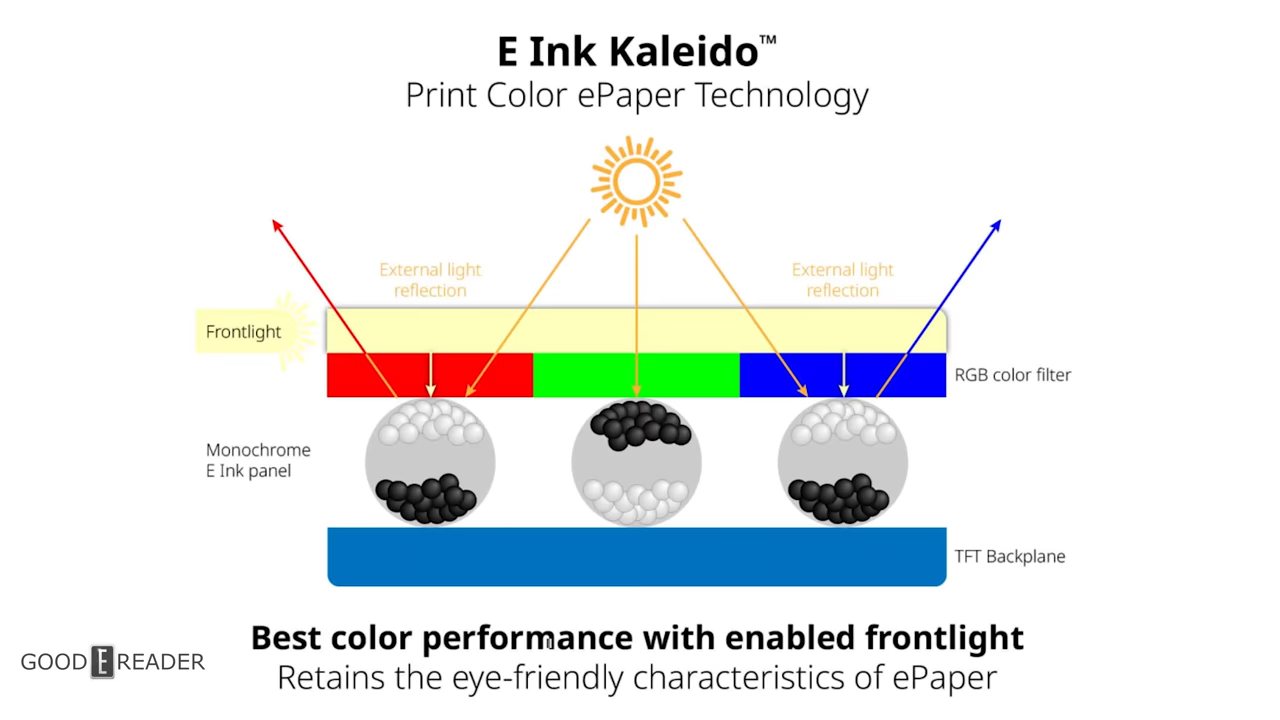 E Ink Kaleido™
Print Color ePaper Technology
External light
reflection
External light
reflection
Frontlight
RGB color filter
Monochrome
E Ink panel
TFT Backplane
Best color performance with enabled frontlight
GOOD E READER
Retains the eye-friendly characteristics of ePaper